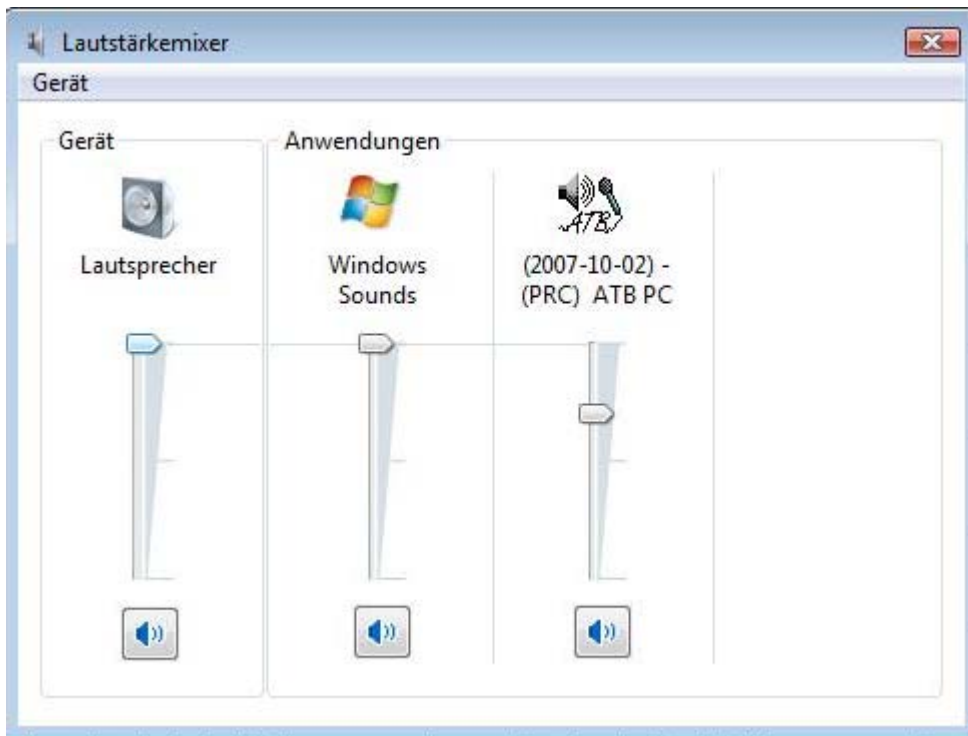 Lautstärkemixer
Gerät
Gerät
Anwendungen
Lautsprecher
Windows
Sounds
ATB
(2007-10-02) -
(PRC)  ATB PC